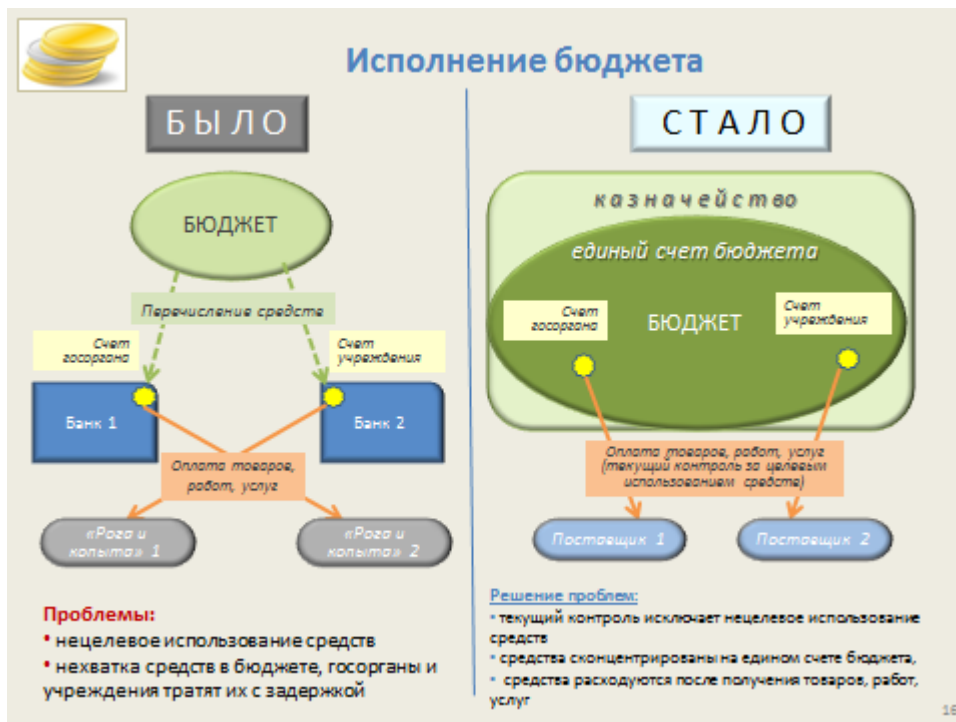 Исполнение бюджета
БЫЛО
БЮДЖЕТ
Перечисление средств
Счет
госоргана
Счет
учреждения
Банк 1
Банк 2
Оплата товаров,
работ, услуг
«Рога и
копыта» 1
«Рога и
копыта» 2
Проблемы:
• нецелевое использование средств
• нехватка средств в бюджете, госорганы и
учреждения тратят их с задержкой
СТАЛО
казначейство
единый счет бюджета
Счет
госоргана
БЮДЖЕТ
Счет
учреждения
Оплата товаров, работ, услуг
(текущий контроль за целевым
использованием средств)
Поставщик 1
Поставщик 2
Решение проблем:
• текущий контроль исключает нецелевое использование
средств
• средства сконцентрированы на едином счете бюджета,
• средства расходуются после получения товаров, работ,
услуг
16